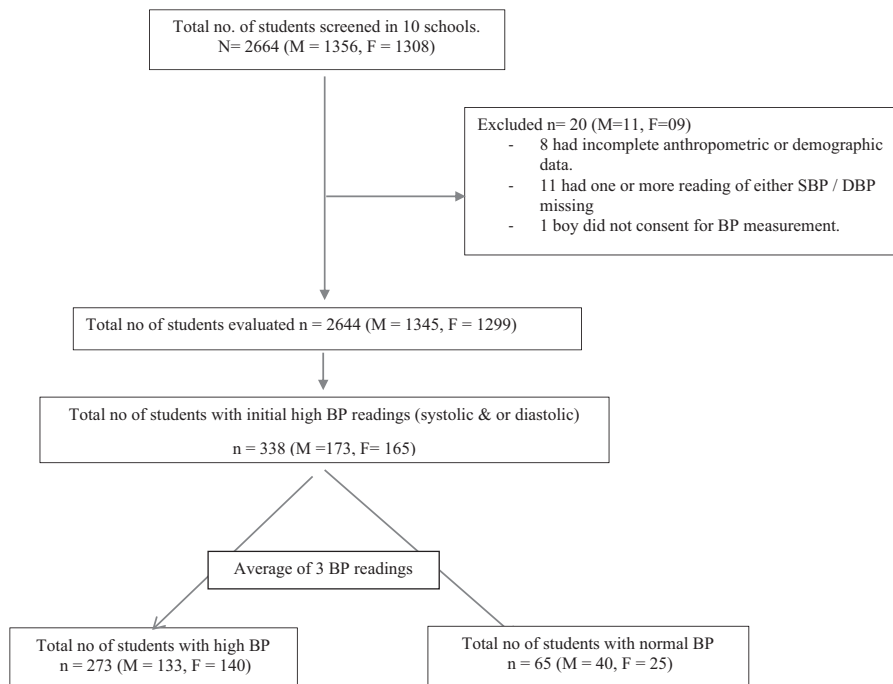 Total no. of students screened in 10 schools.
N= 2664 (M = 1356, F = 1308)
Excluded n= 20 (M=11, F=09)
- 8 had incomplete anthropometric or demographic
data.
- 11 had one or more reading of either SBP / DBP
missing
- 1 boy did not consent for BP measurement.
Total no of students evaluated n = 2644 (M = 1345, F = 1299)
Total no of students with initial high BP readings (systolic & or diastolic)
n = 338 (M =173, F= 165)
Average of 3 BP readings
Total no of students with high BP
n = 273 (M = 133, F = 140)
Total no of students with normal BP
n = 65 (M = 40, F = 25)